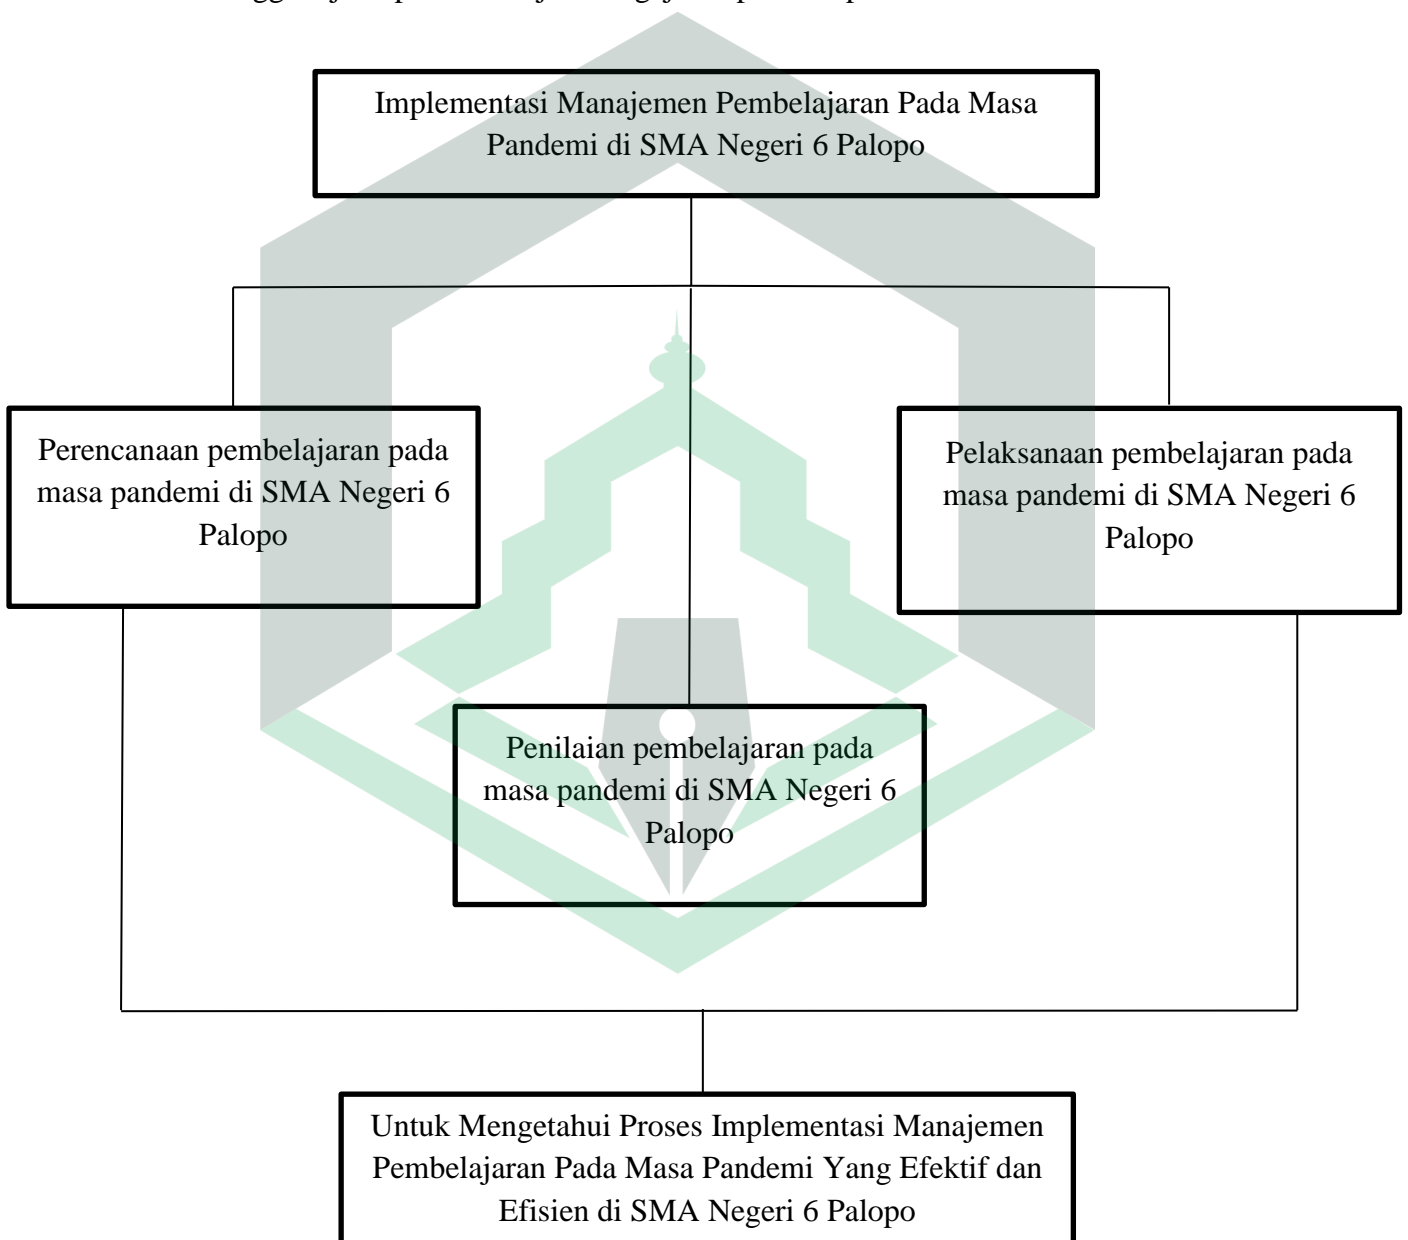 Implementasi Manajemen Pembelajaran Pada Masa
Pandemi di SMA Negeri 6 Palopo
Perencanaan pembelajaran pada
masa pandemi di SMA Negeri 6
Palopo
Pelaksanaan pembelajaran pada
masa pandemi di SMA Negeri 6
Palopo
Penilaian pembelajaran pada
masa pandemi di SMA Negeri 6
Palopo
Untuk Mengetahui Proses Implementasi Manajemen
Pembelajaran Pada Masa Pandemi Yang Efektif dan
Efisien di SMA Negeri 6 Palopo